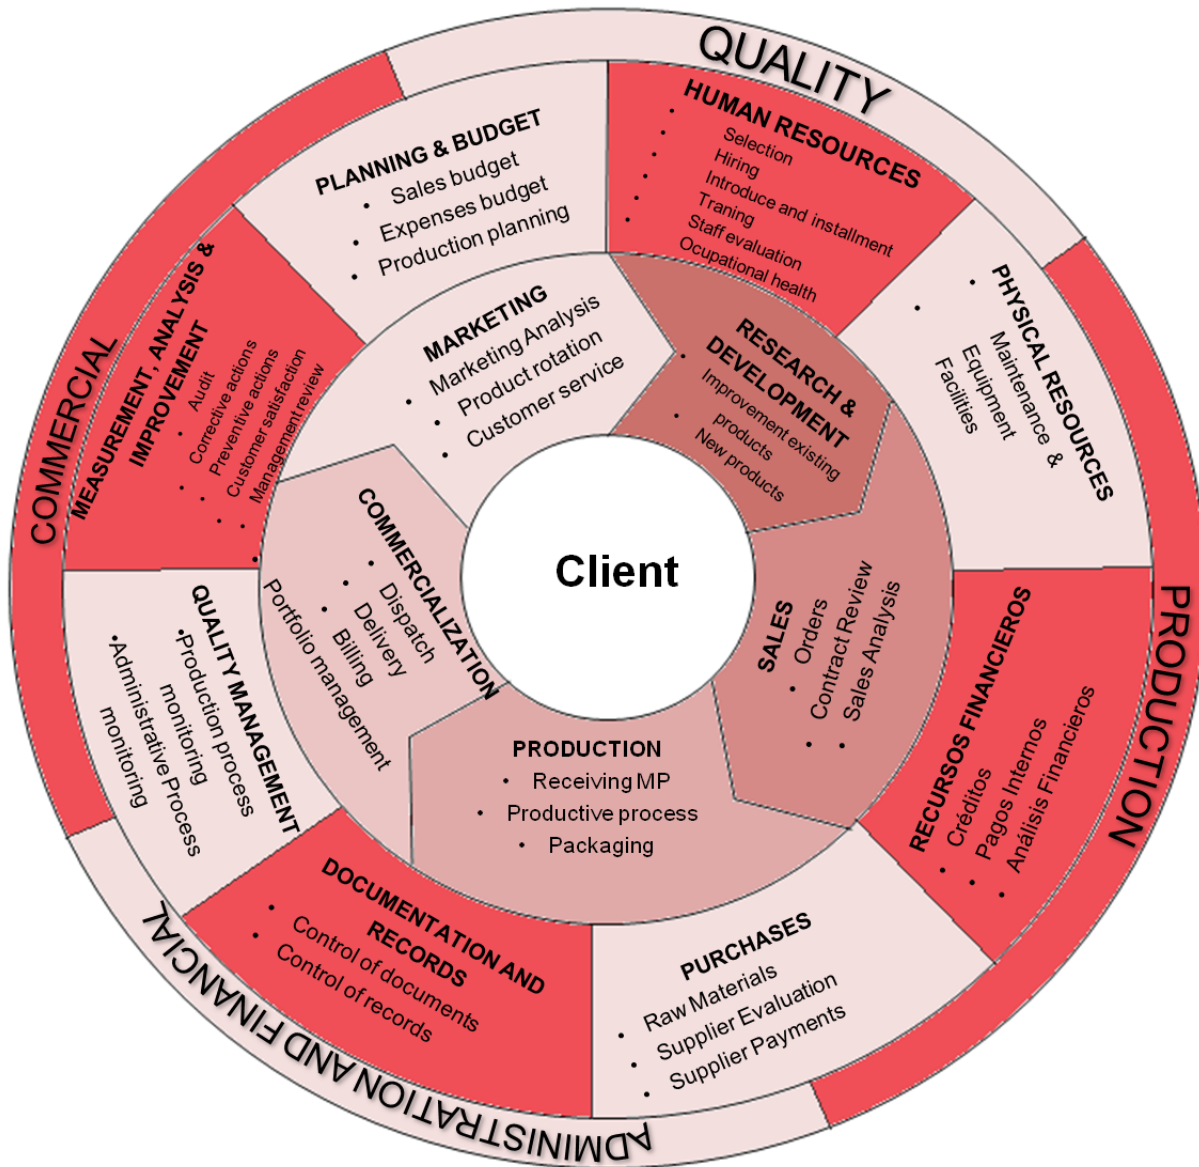 QUALITY
PRODUCTION
ADMINISTRATION AND FINANCIAL
COMMERCIAL
PLANNING & BUDGET
• Sales budget
• Expenses budget
• Production planning
HUMAN RESOURCES
• Selection
• Hiring
• Introduce and installment
• Traning
• Staff evaluation
• Ocupational health
PHYSICAL RESOURCES
• Maintenance &
Equipment
• Facilities
RECURSOS FINANCIEROS
• Créditos
• Pagos Internos
• Análisis Financieros
PURCHASES
• Raw Materials
• Supplier Evaluation
• Supplier Payments
DOCUMENTATION AND
RECORDS
• Control of documents
• Control of records
QUALITY MANAGEMENT
•Production process
monitoring
•Administrative Process
monitoring
MEASUREMENT, ANALYSIS &
IMPROVEMENT
• Audit
• Corrective actions
• Preventive actions
• Customer satisfaction
• Management review
MARKETING
• Marketing Analysis
• Product rotation
• Customer service
RESEARCH &
DEVELOPMENT
• Improvement existing
products
• New products
SALES
• Orders
• Contract Review
• Sales Analysis
PRODUCTION
• Receiving MP
• Productive process
• Packaging
COMMERCIALIZATION
• Dispatch
• Delivery
• Billing
• Portfolio management
Client